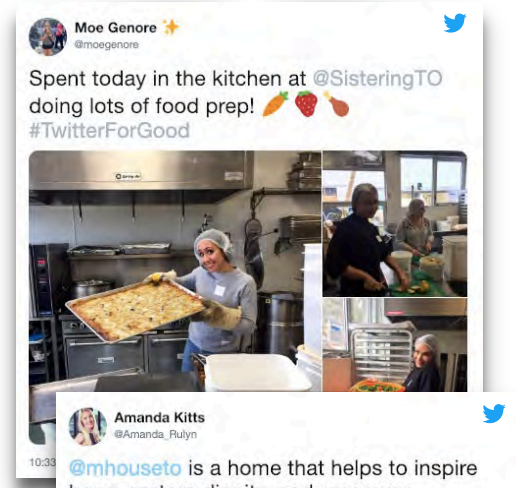 Moe Genore ✨
@moegenore
Spent today in the kitchen at @SisteringTO
doing lots of food prep! 🥕🍓🍗
#TwitterForGood
10:33
Amanda Kitts
@Amanda_Rulyn
@mhouseto is a home that helps to inspire